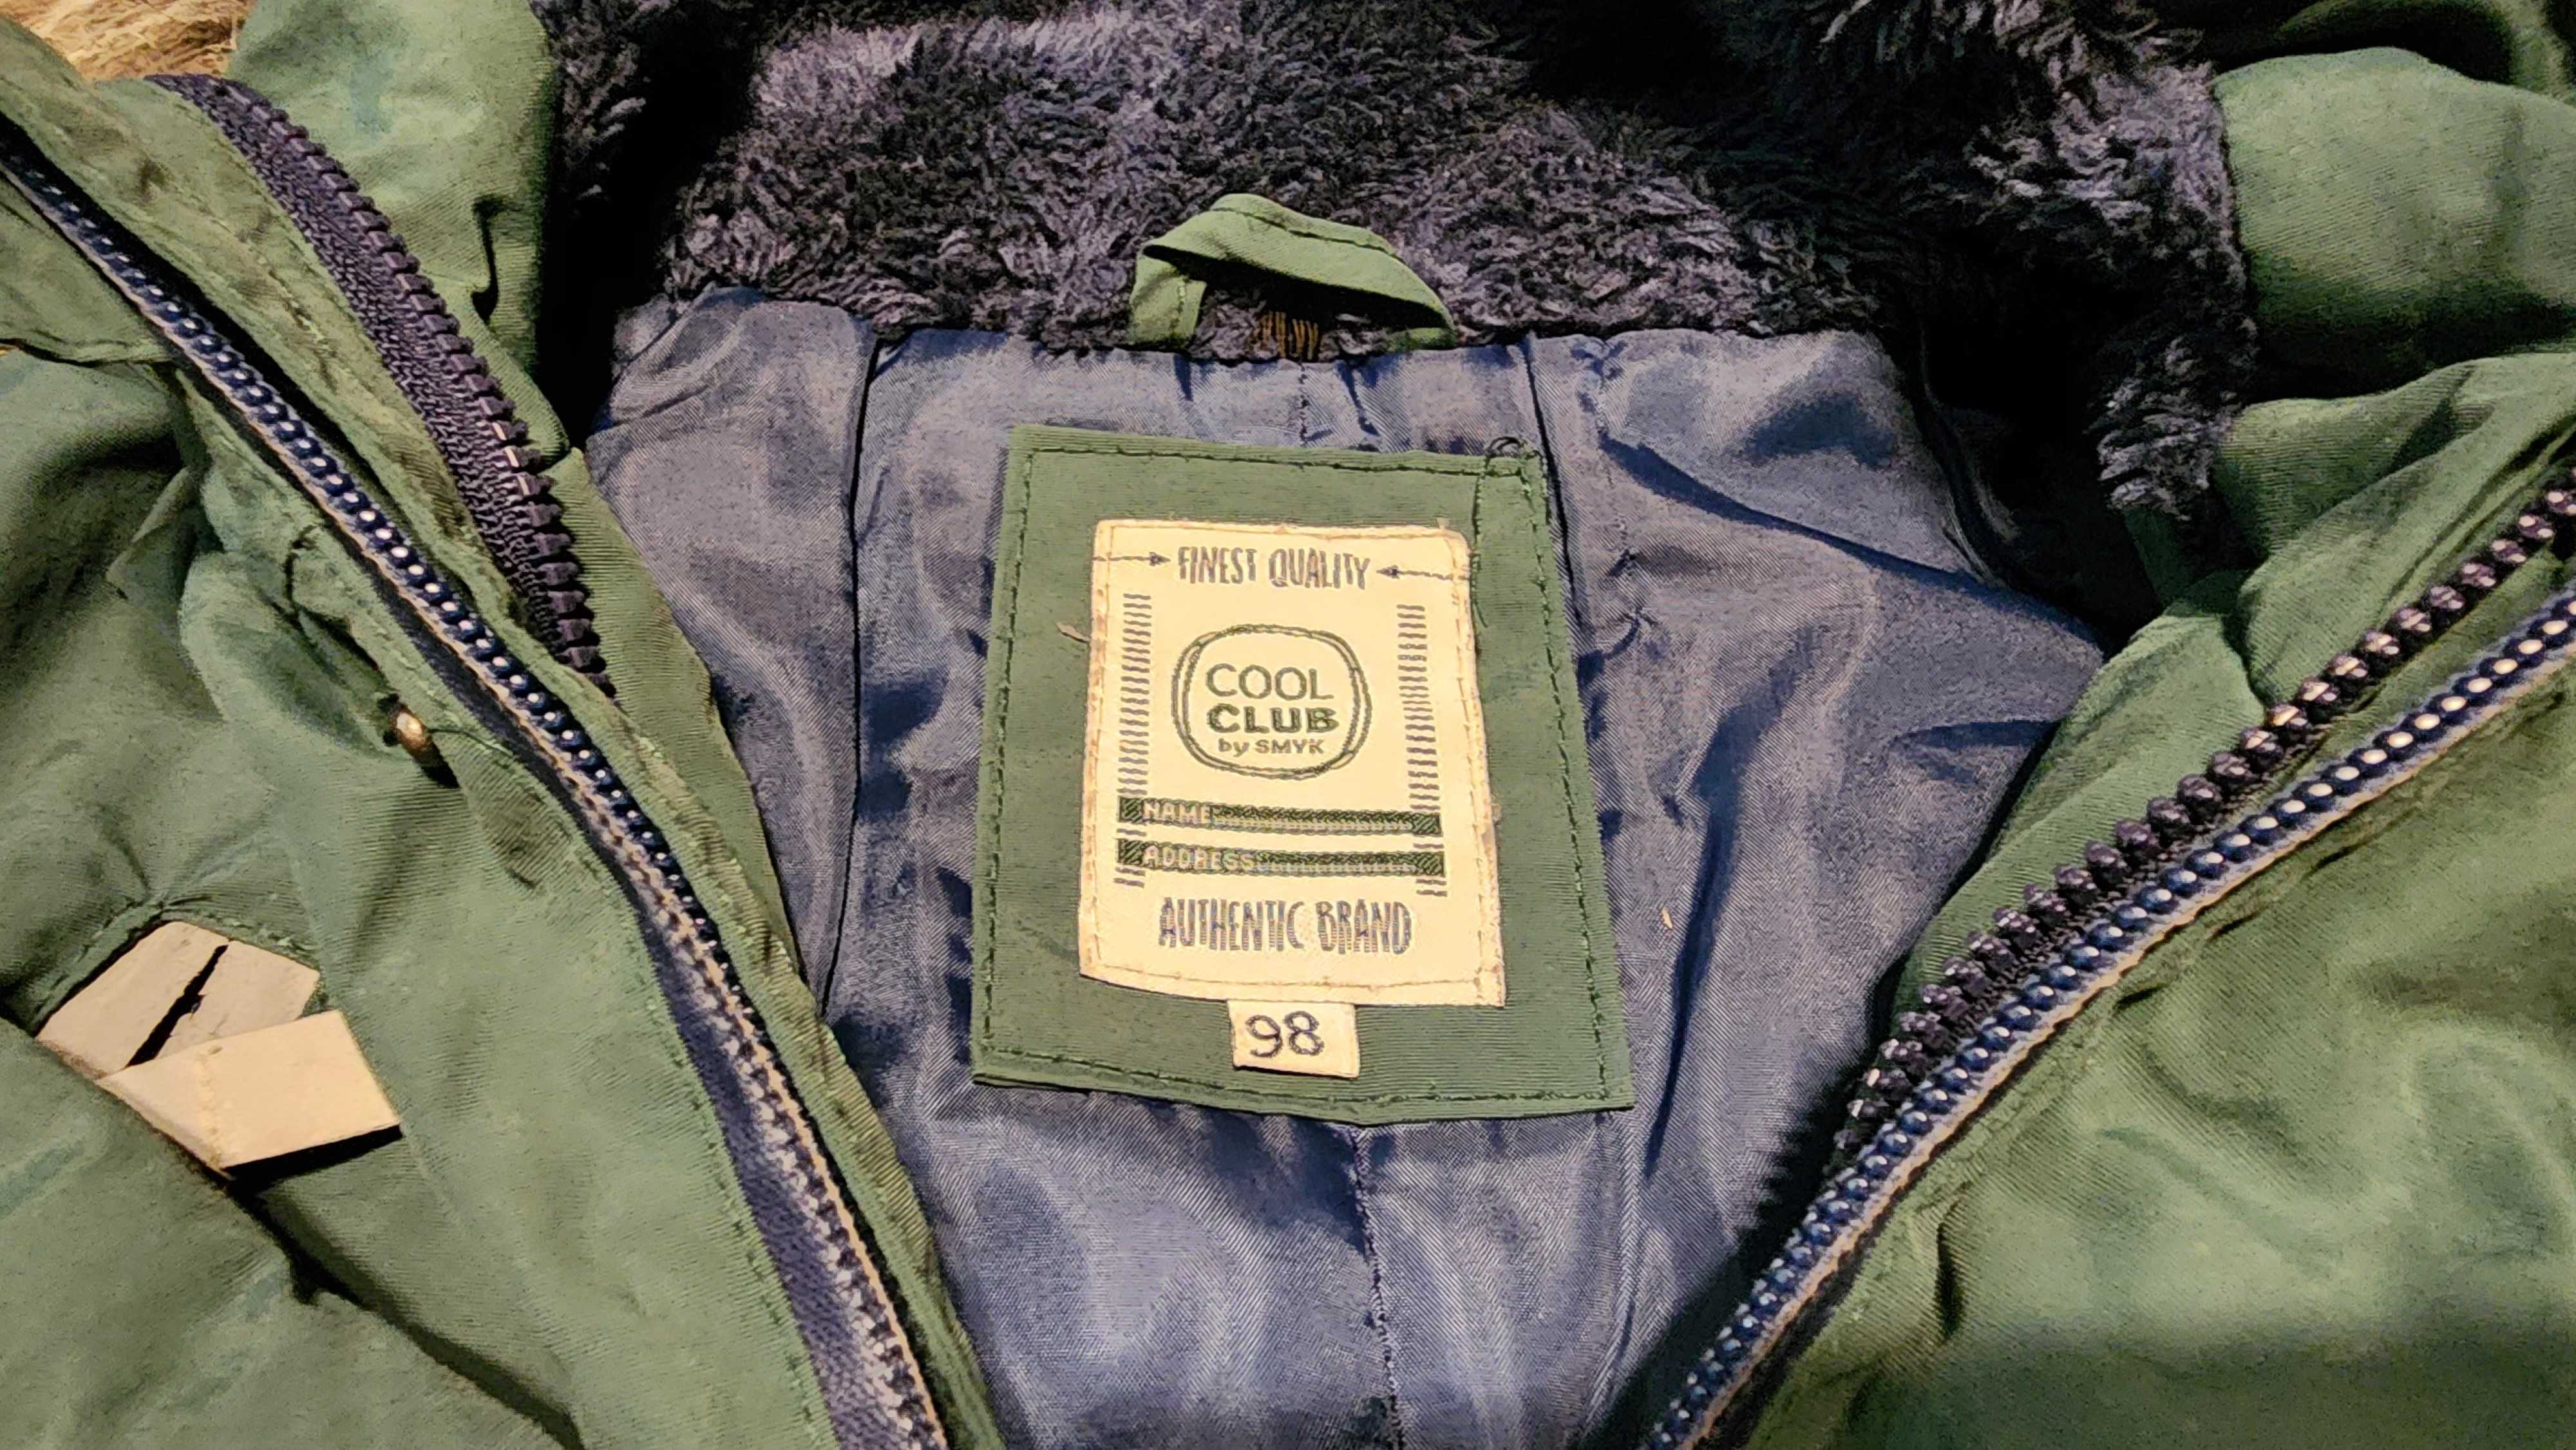 FINEST QUALITY
COOL
CLUB
by SMYK
NAME
ADDRESS
AUTHENTIC BRAND
98